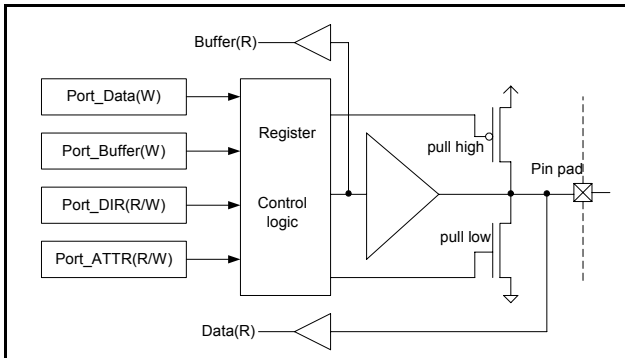 Buffer(R)
Port_Data(W)
Port_Buffer(W)
Port_DIR(R/W)
Port_ATTR(R/W)
Register
Control
logic
pull high
Pin pad
pull low
Data(R)